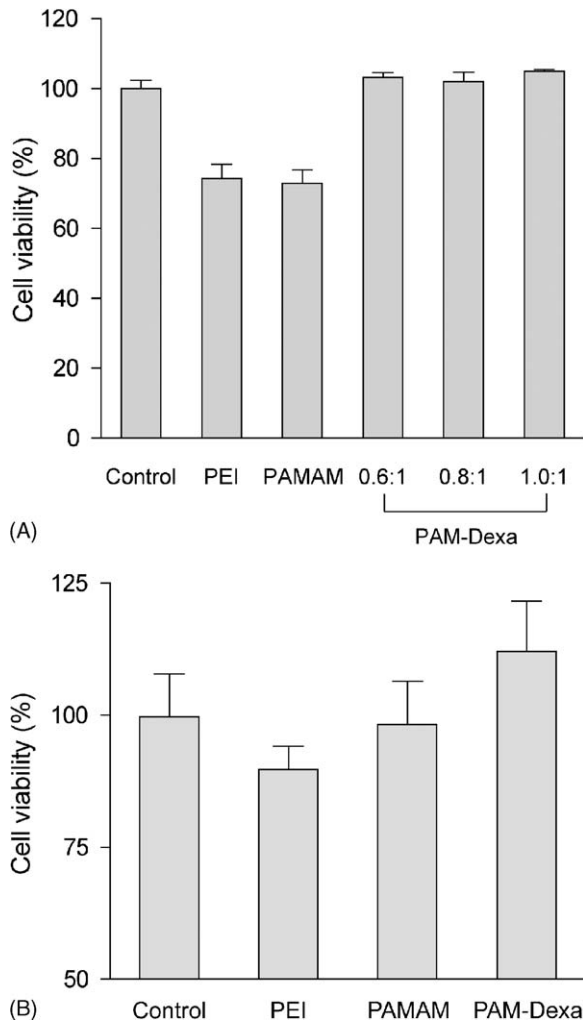 120
100
80
60
40
20
0
Cell viability (%)
Control PEI PAMAM 0.6:1 0.8:1 1.0:1
PAM-Dexa
(A)
125
100
75
50
Cell viability (%)
Control PEI PAMAM PAM-Dexa
(B)